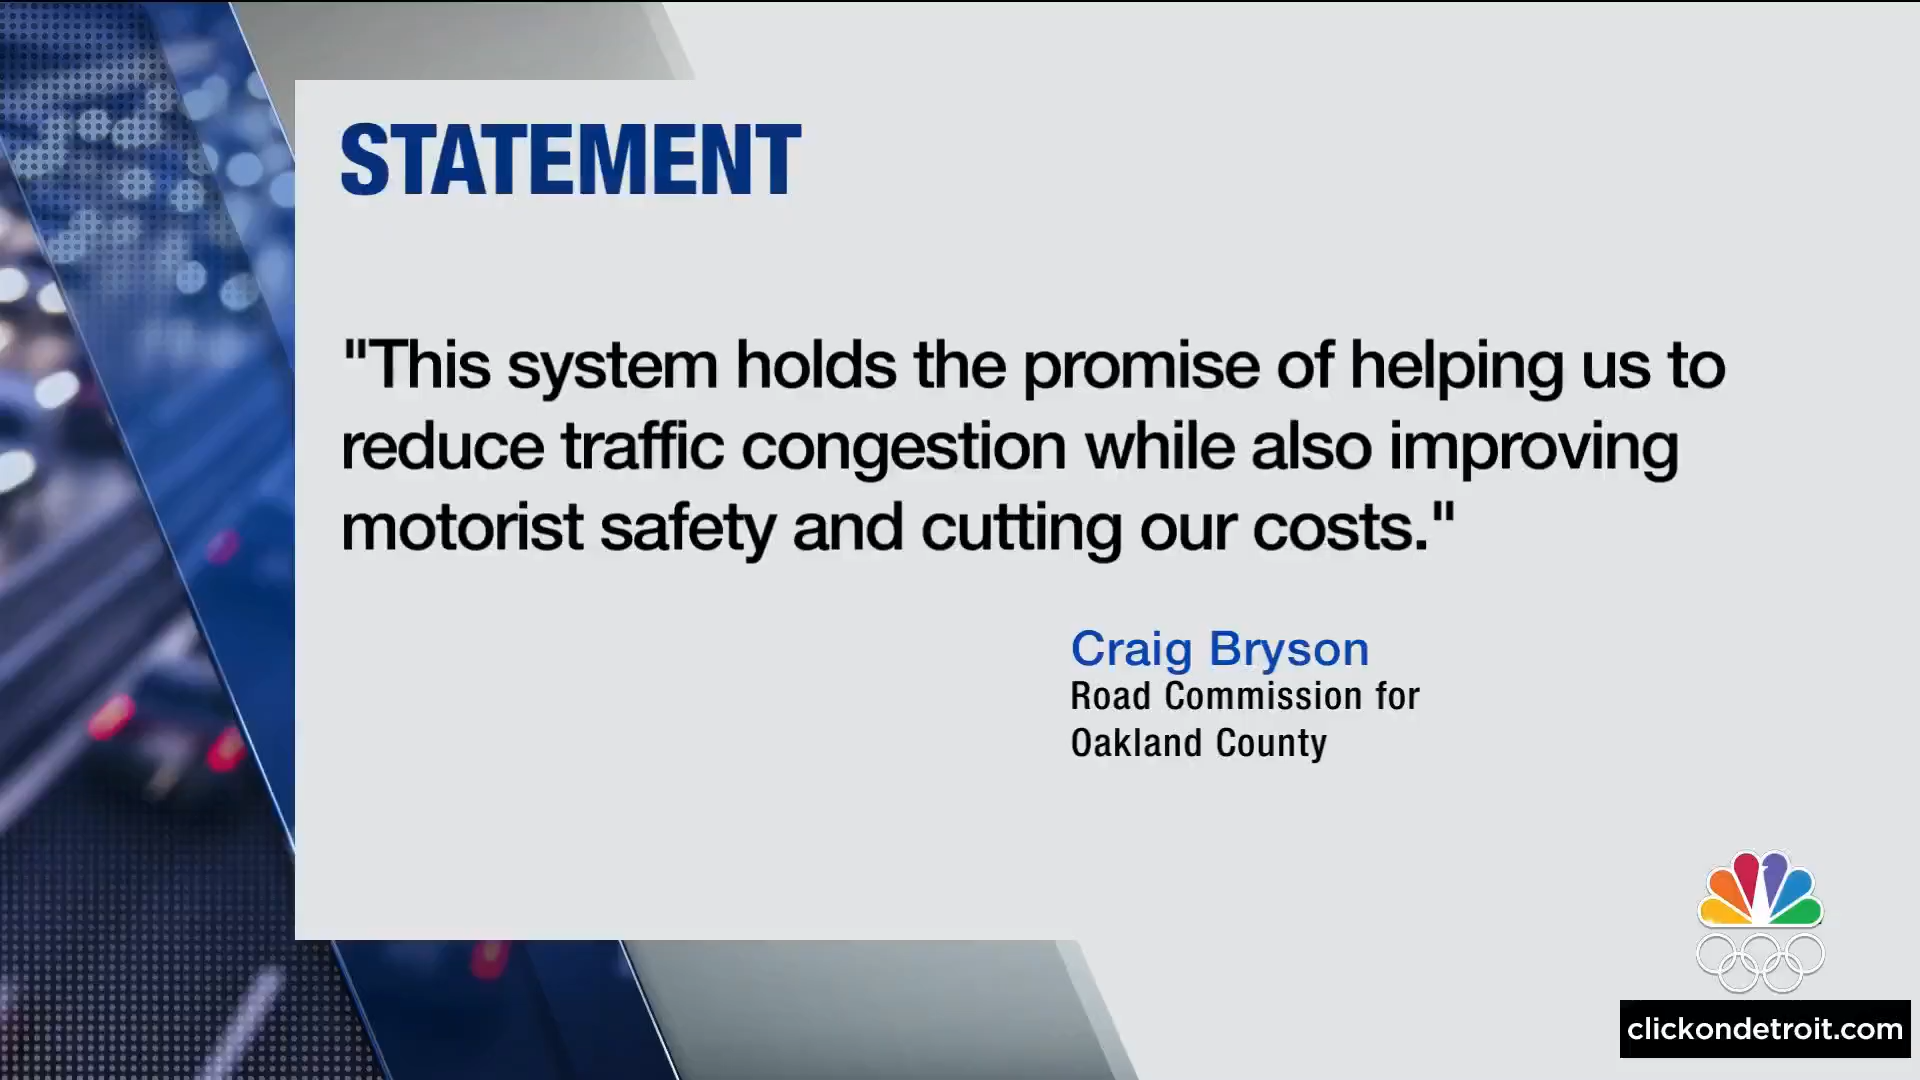 STATEMENT
"This system holds the promise of helping us to
reduce traffic congestion while also improving
motorist safety and cutting our costs."
Craig Bryson
Road Commission for
Oakland County
clickondetroit.com